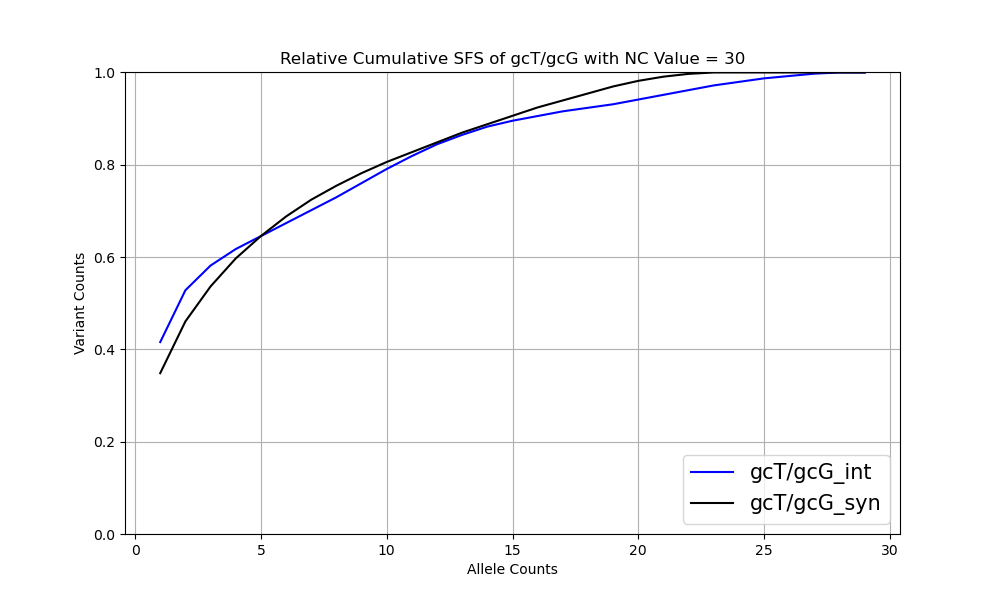 Relative Cumulative SFS of gcT/gcG with NC Value = 30
1.0
0.8
0.6
0.4
0.2
0.0
Variant Counts
gcT/gcG_int
gcT/gcG_syn
0 5 10 15 20 25 30
Allele Counts